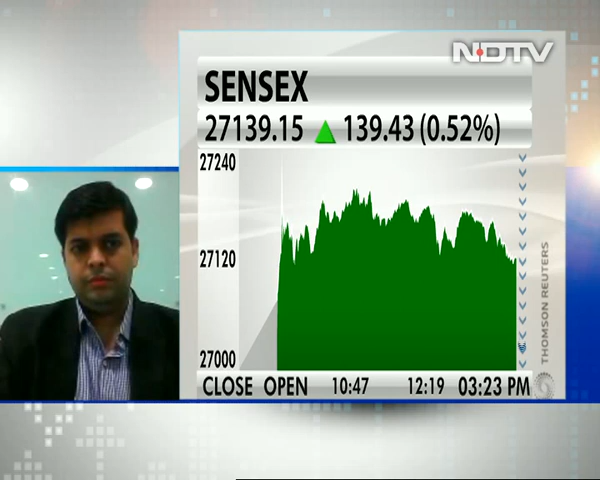 NDTV
SENSEX
27139.15 ▲ 139.43 (0.52%)
27240
27120
27000
CLOSE OPEN 10:47 12:19 03:23 PM
THOMSON REUTERS